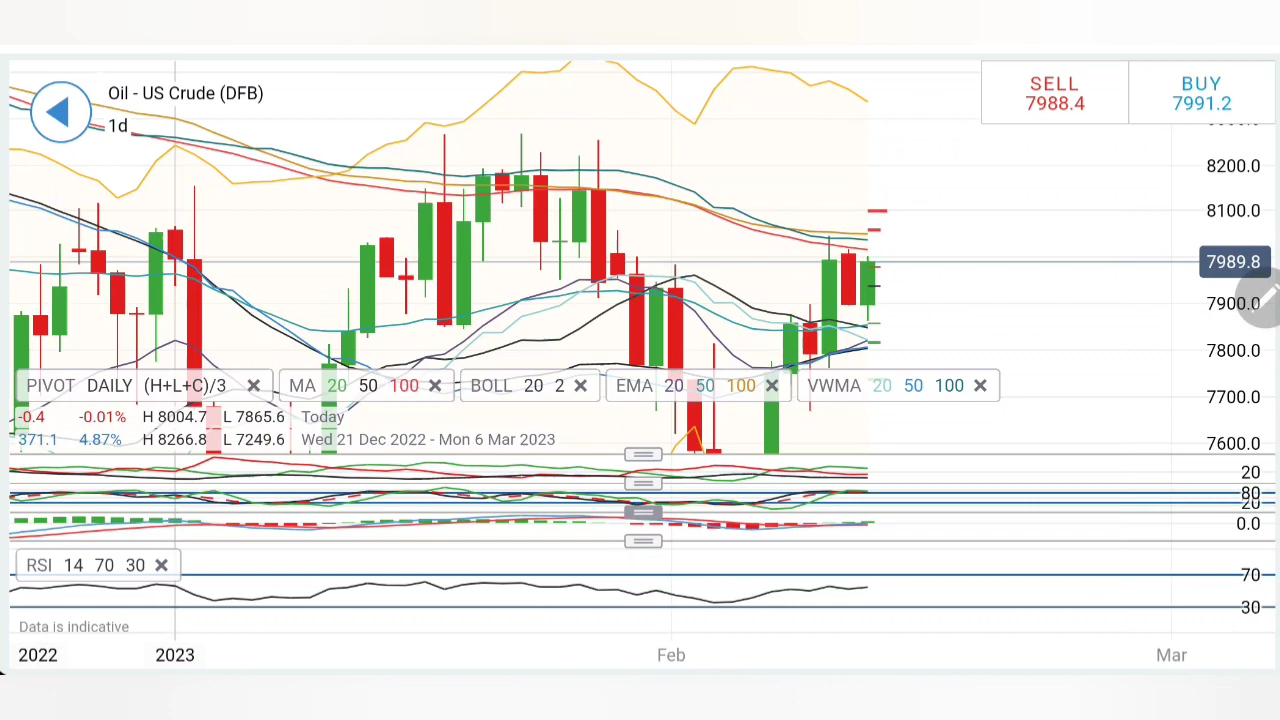 Oil - US Crude (DFB)
1d
SELL
7988.4
BUY
7991.2
8200.0
8100.0
7989.8
7900.0
7800.0
7700.0
7600.0
PIVOT DAILY (H+L+C)/3
MA 20 50 100
BOLL 20 2
EMA 20 50 100
VWMA 20 50 100
-0.4 -0.01% H 8004.7 L 7865.6 Today
371.1 4.87% H 8266.8 L 7249.6 Wed 21 Dec 2022 - Mon 6 Mar 2023
20
80
20
0.0
RSI 14 70 30
70
30
Data is indicative
2022 2023 Feb Mar